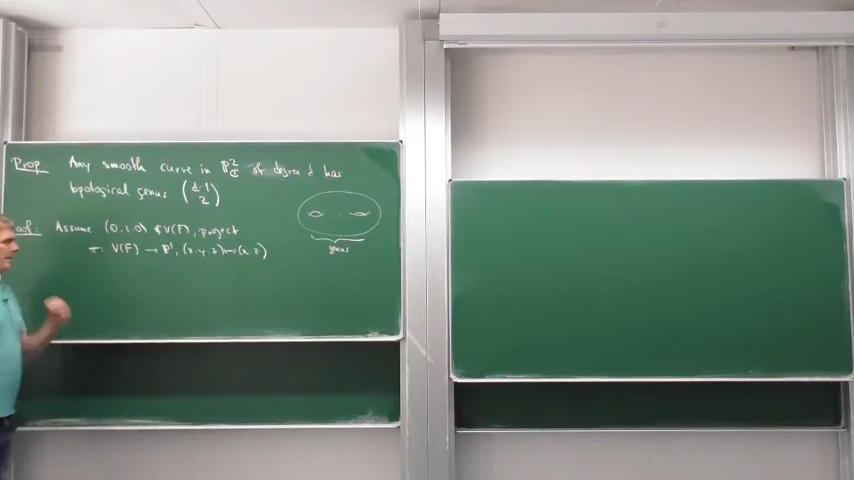 Prop Any smooth curve in P²_ℂ of degree d has
topological genus (d-1 2)
Assume (0,1,0) ∉ V(F), project
π: V(F) → P¹, (x,y,z) ↦ (x,z)
genus